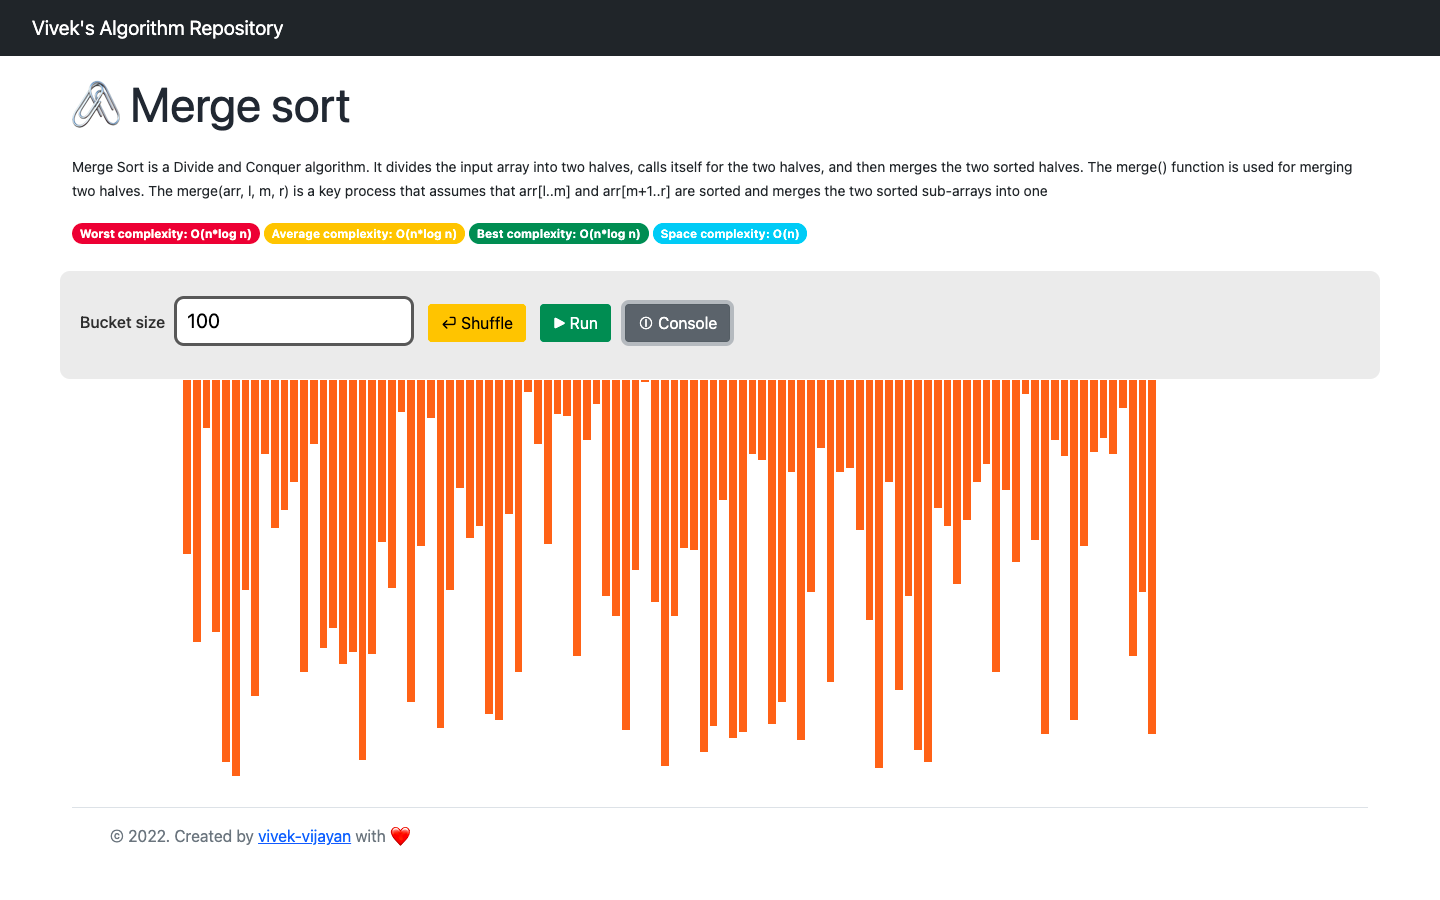 Vivek's Algorithm Repository
Merge sort
Merge Sort is a Divide and Conquer algorithm. It divides the input array into two halves, calls itself for the two halves, and then merges the two sorted halves. The merge() function is used for merging
two halves. The merge(arr, l, m, r) is a key process that assumes that arr[l..m] and arr[m+1..r] are sorted and merges the two sorted sub-arrays into one
Worst complexity: O(n*log n) Average complexity: O(n*log n) Best complexity: O(n*log n) Space complexity: O(n)
Bucket size 100 Shuffle Run Console
© 2022. Created by vivek-vijayan with ❤️